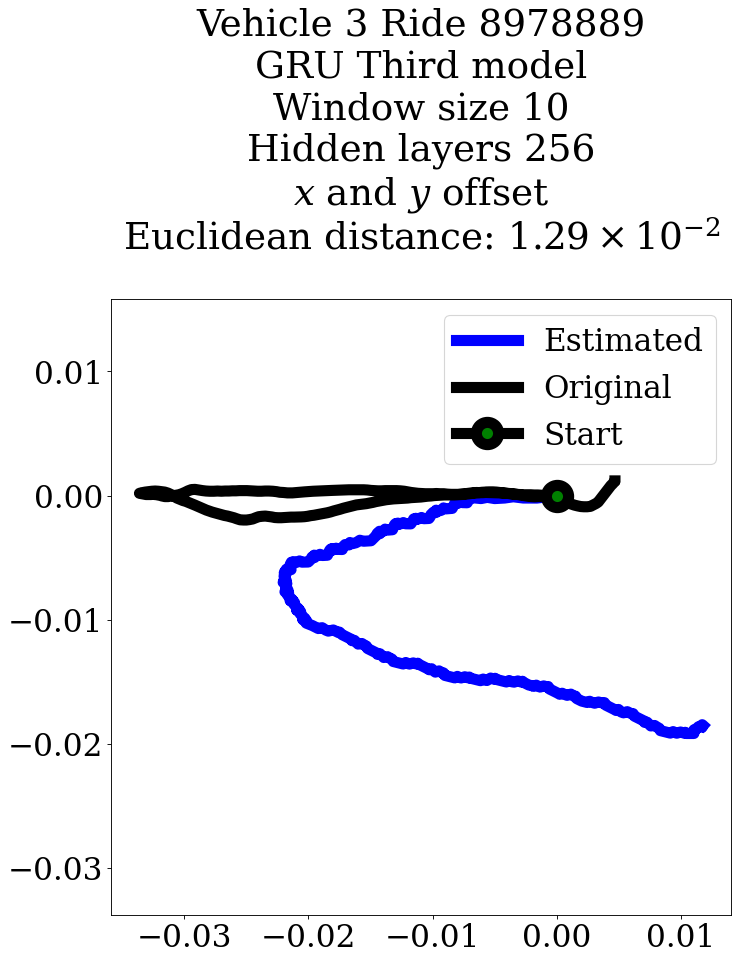 Vehicle 3 Ride 8978889
GRU Third model
Window size 10
Hidden layers 256
x and y offset
Euclidean distance: 1.29 × 10⁻²
Estimated
Original
Start
0.01
0.00
−0.01
−0.02
−0.03
−0.03 −0.02 −0.01 0.00 0.01